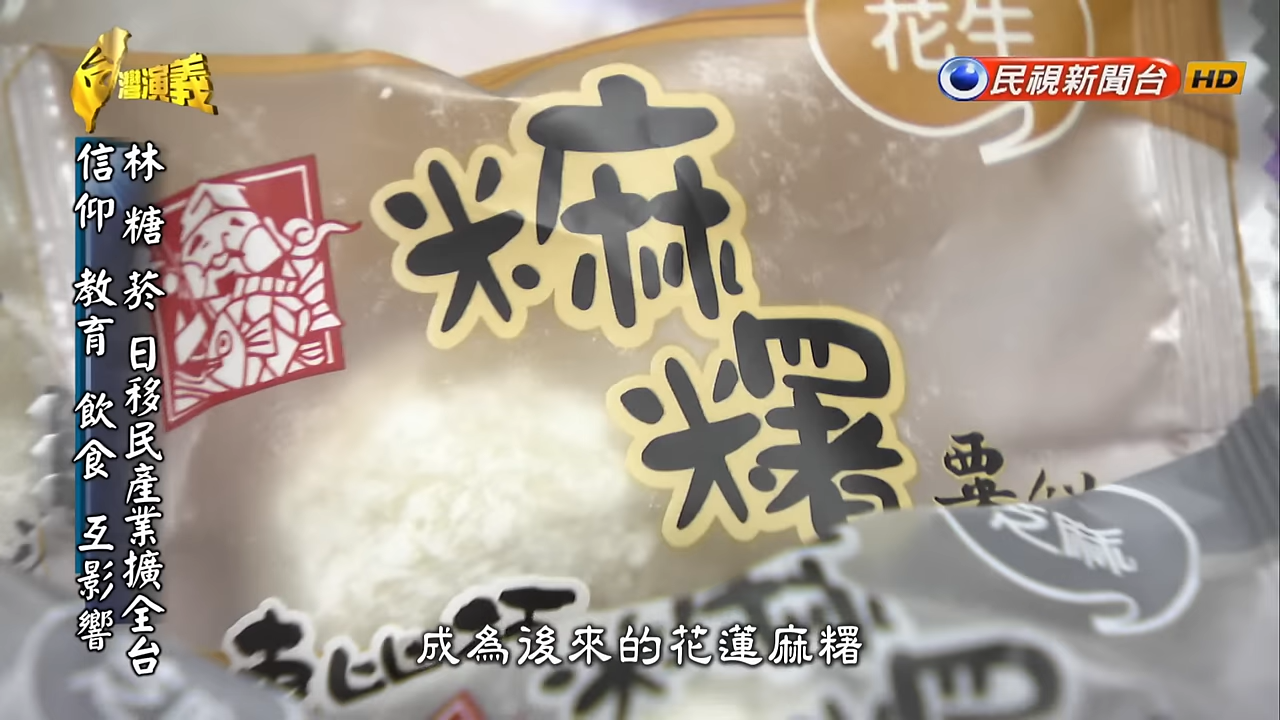 台灣演義
民視新聞台 HD
林 糖 菸 日移民產業擴全台
信仰 教育 飲食 互影響
花生
𥻵糬
芝麻
成為後來的花蓮麻糬